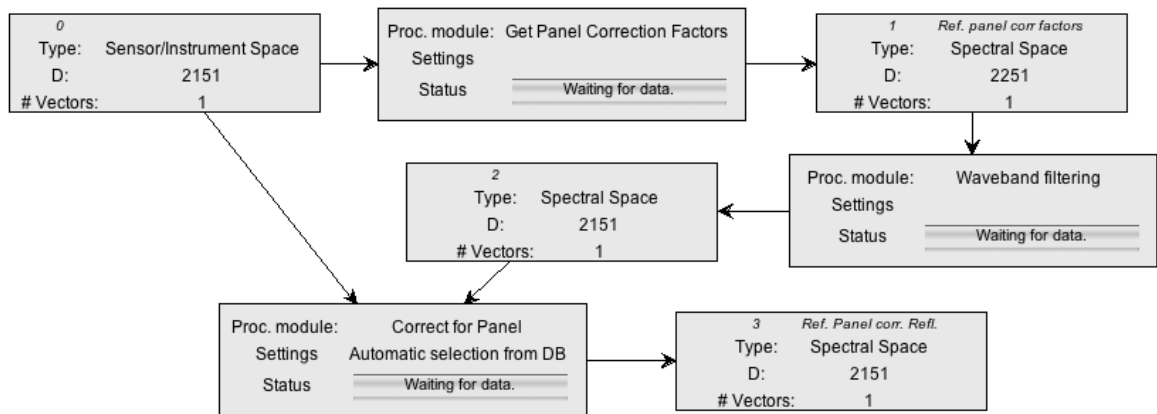 0
Type: Sensor/Instrument Space
D: 2151
# Vectors: 1
Proc. module: Get Panel Correction Factors
Settings
Status Waiting for data.
1 Ref. panel corr factors
Type: Spectral Space
D: 2251
# Vectors: 1
Proc. module: Waveband filtering
Settings
Status Waiting for data.
2
Type: Spectral Space
D: 2151
# Vectors: 1
Proc. module: Correct for Panel
Settings Automatic selection from DB
Status Waiting for data.
3 Ref. Panel corr. Refl.
Type: Spectral Space
D: 2151
# Vectors: 1